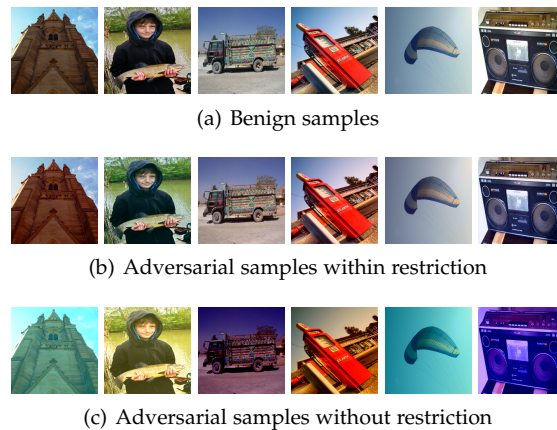 (a) Benign samples
(b) Adversarial samples within restriction
(c) Adversarial samples without restriction